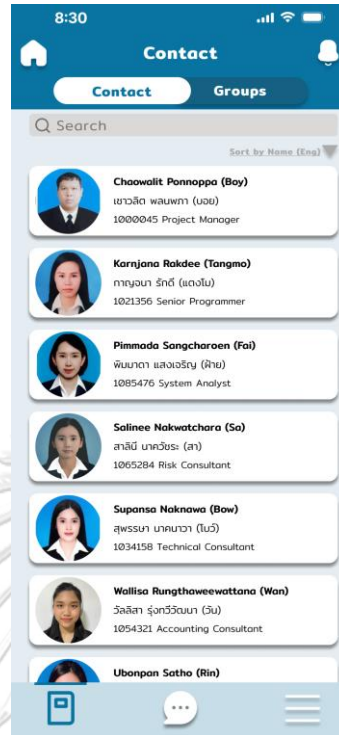 8:30
Contact
Contact Groups
Search
Sort by Name (Eng)
Chaowalit Ponnoppa (Boy)
เชาวลิต พลนพภา (บอย)
1000045 Project Manager
Karnjana Rakdee (Tangmo)
กาญจนา รักดี (แตงโม)
1021356 Senior Programmer
Pimmada Sangcharoen (Fai)
พิมมาดา แสงเจริญ (ฝ้าย)
1085476 System Analyst
Salinee Nakwatchara (Sa)
สาลินี นาควัชระ (สา)
1065284 Risk Consultant
Supansa Naknawa (Bow)
สุพรรษา นาคนาวา (โบว์)
1034158 Technical Consultant
Wallisa Rungthaweewattana (Wan)
วัลลิสา รุ่งทวีวัฒนา (วัน)
1054321 Accounting Consultant
Ubonpan Satho (Rin)